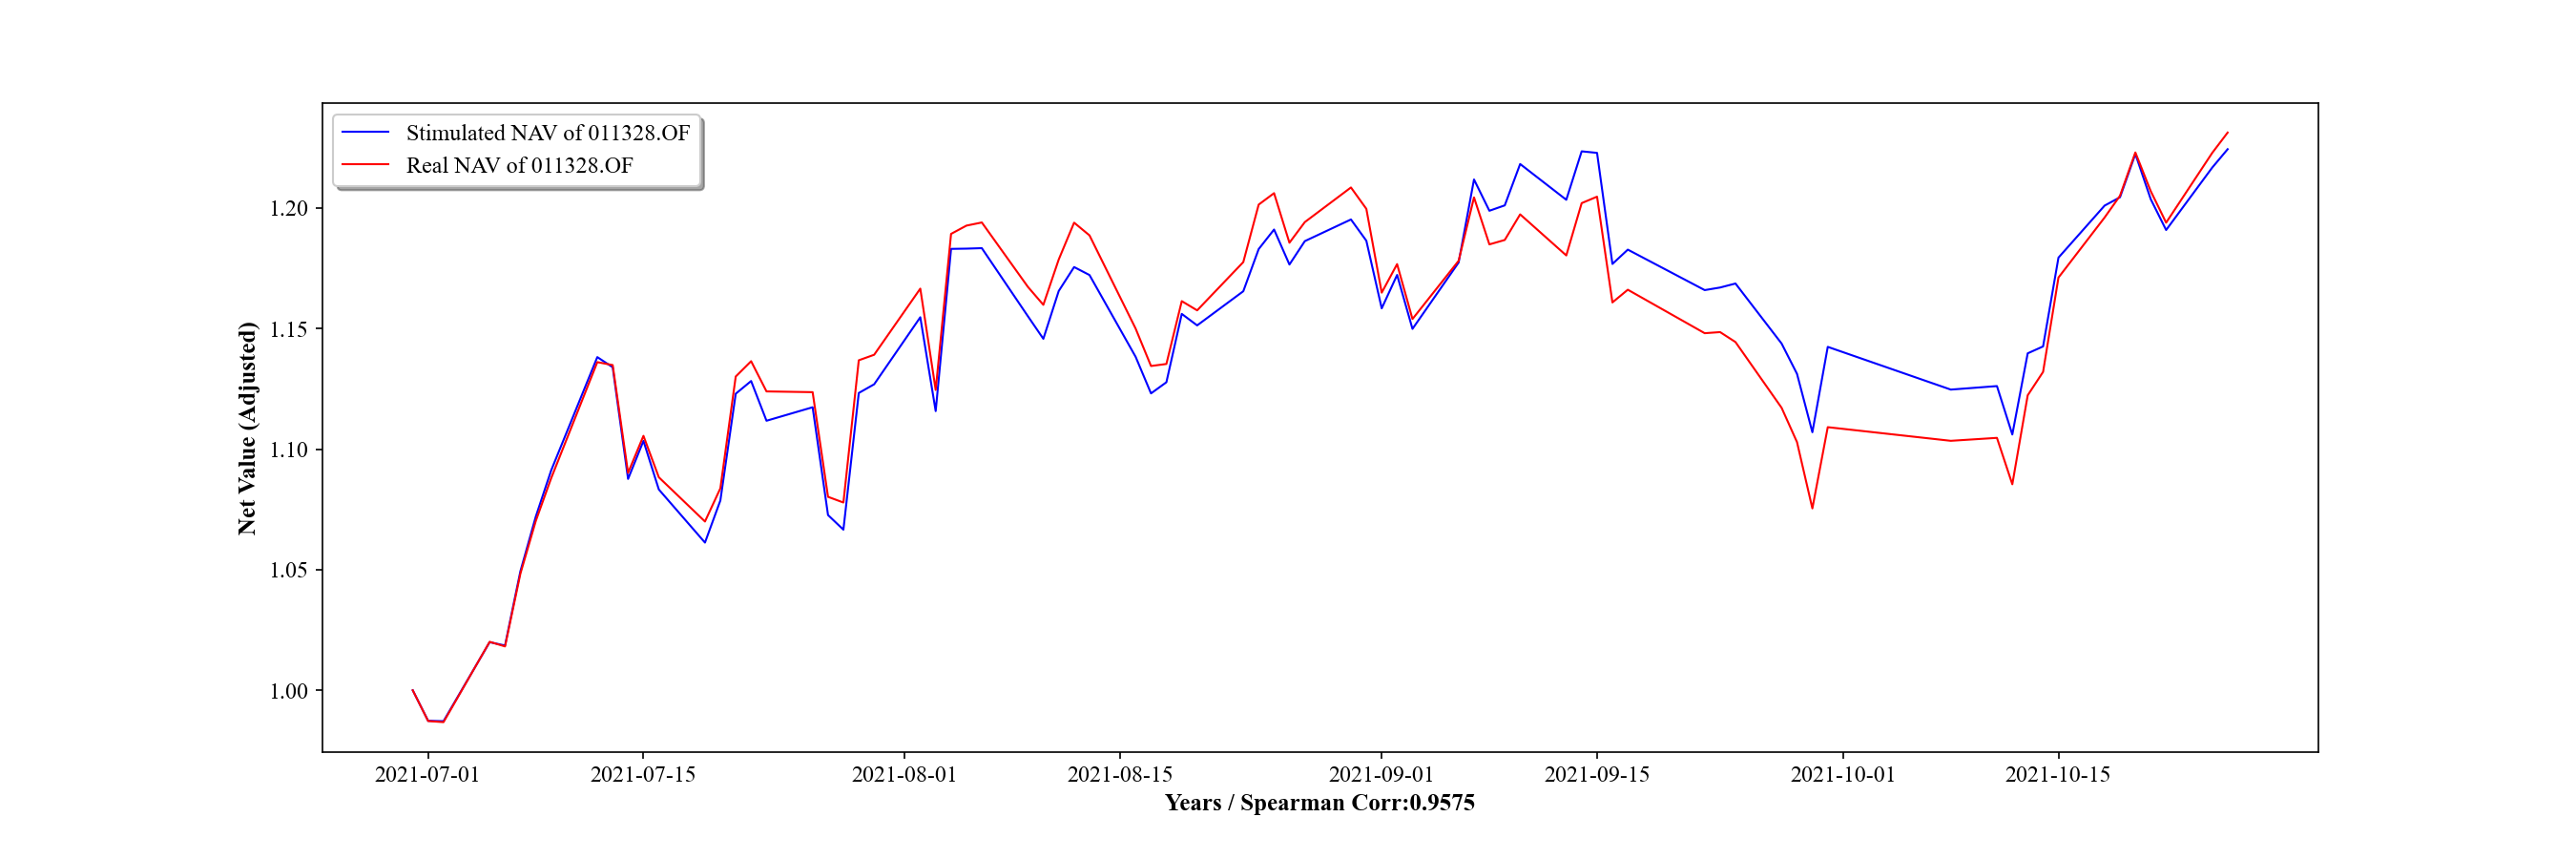 Stimulated NAV of 011328.OF
Real NAV of 011328.OF
Net Value (Adjusted)
1.20
1.15
1.10
1.05
1.00
2021-07-01 2021-07-15 2021-08-01 2021-08-15 2021-09-01 2021-09-15 2021-10-01 2021-10-15
Years / Spearman Corr:0.9575